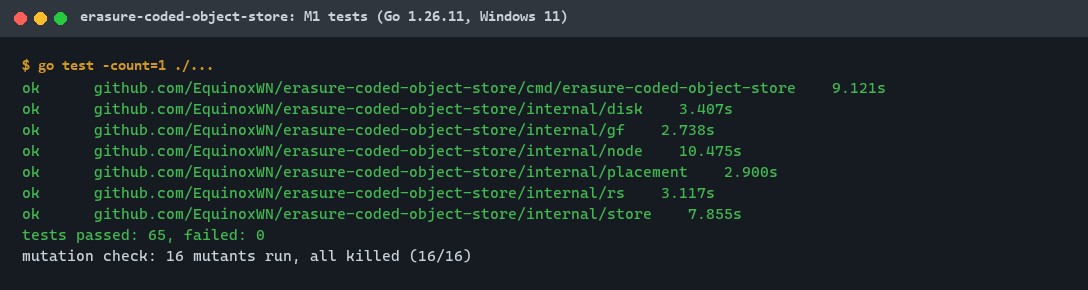 erasure-coded-object-store: M1 tests (Go 1.26.11, Windows 11)
$ go test -count=1 ./...
ok      github.com/EquinoxWN/erasure-coded-object-store/cmd/erasure-coded-object-store    9.121s
ok      github.com/EquinoxWN/erasure-coded-object-store/internal/disk    3.407s
ok      github.com/EquinoxWN/erasure-coded-object-store/internal/gf    2.738s
ok      github.com/EquinoxWN/erasure-coded-object-store/internal/node    10.475s
ok      github.com/EquinoxWN/erasure-coded-object-store/internal/placement    2.900s
ok      github.com/EquinoxWN/erasure-coded-object-store/internal/rs    3.117s
ok      github.com/EquinoxWN/erasure-coded-object-store/internal/store    7.855s
tests passed: 65, failed: 0
mutation check: 16 mutants run, all killed (16/16)